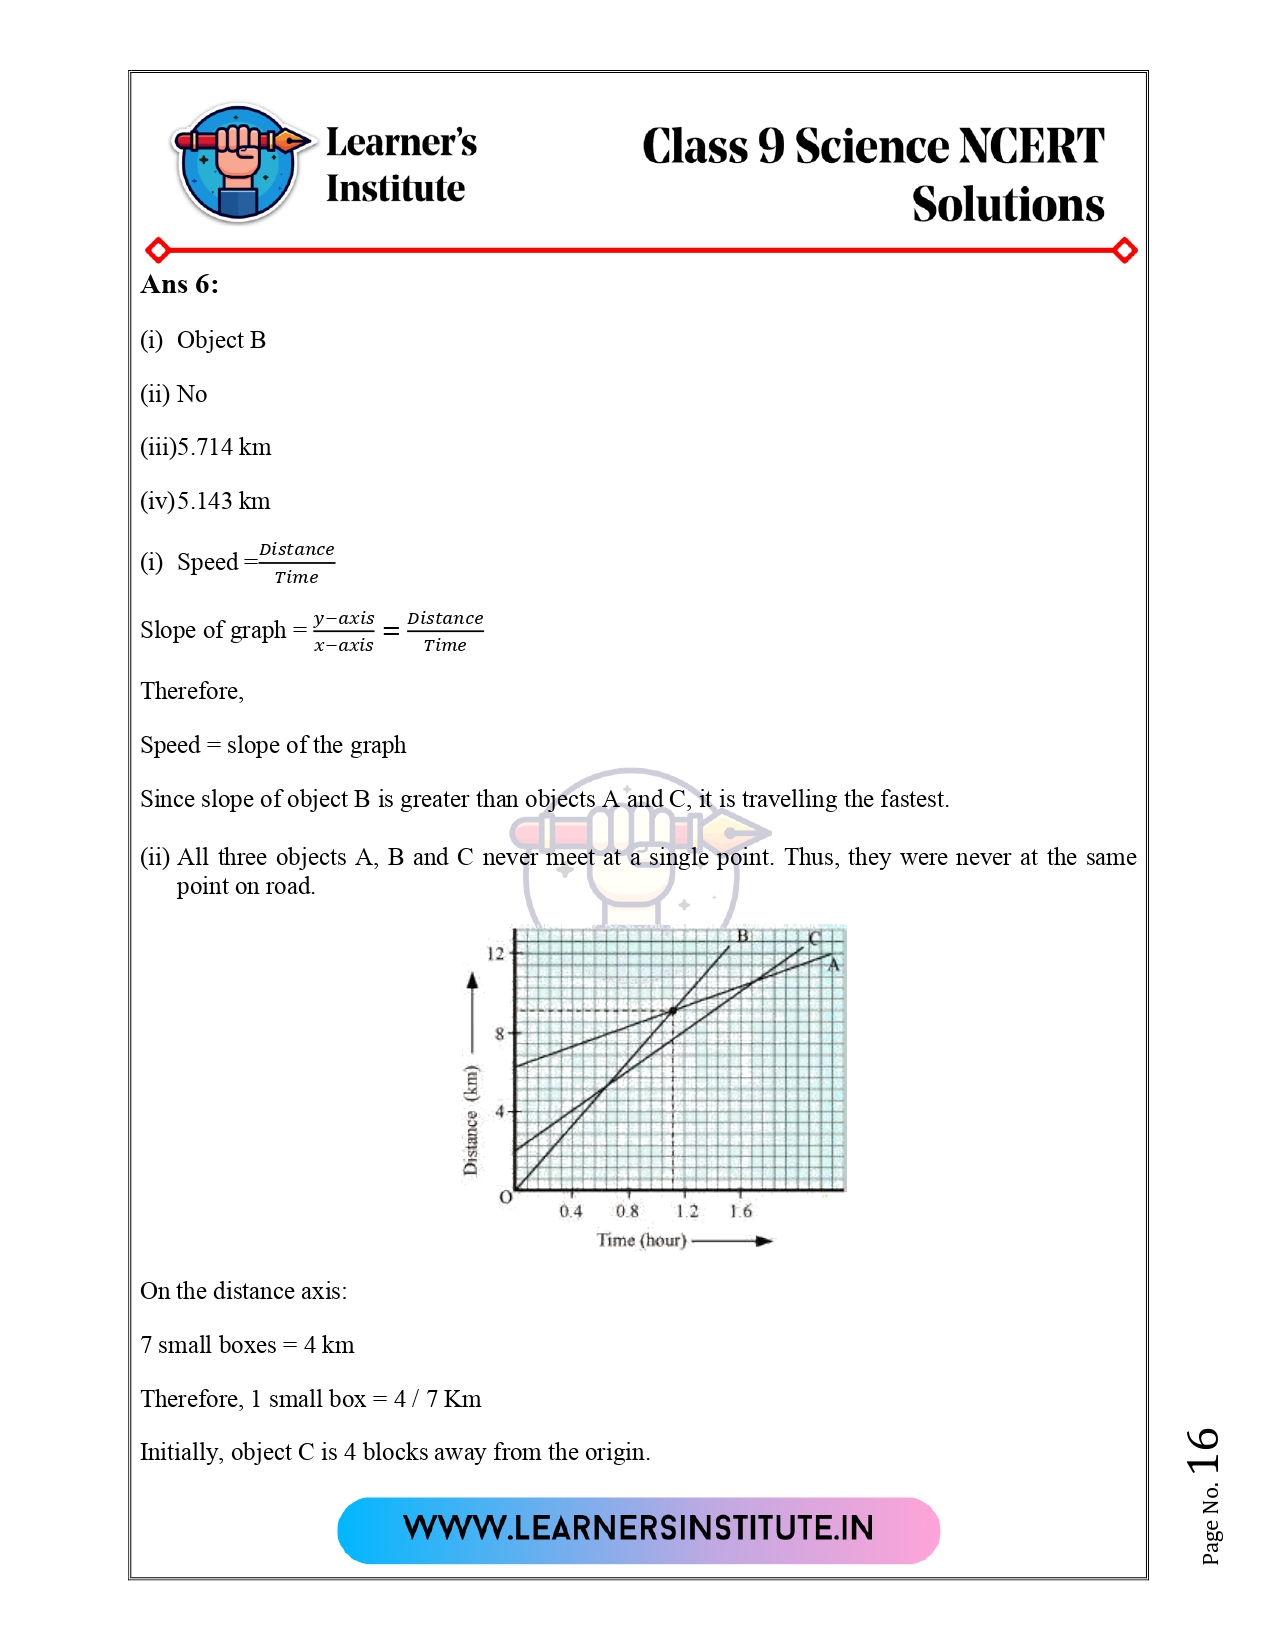 Learner's
Institute
Class 9 Science NCERT
Solutions
Ans 6:
(i) Object B
(ii) No
(iii)5.714 km
(iv)5.143 km
(i) Speed =Distance/Time
Slope of graph = y−axis/x−axis = Distance/Time
Therefore,
Speed = slope of the graph
Since slope of object B is greater than objects A and C, it is travelling the fastest.
(ii) All three objects A, B and C never meet at a single point. Thus, they were never at the same
point on road.
B
C
A
12
8
4
O
0.4 0.8 1.2 1.6
Distance (km)
Time (hour)
On the distance axis:
7 small boxes = 4 km
Therefore, 1 small box = 4 / 7 Km
Initially, object C is 4 blocks away from the origin.
WWW.LEARNERSINSTITUTE.IN
Page No. 16